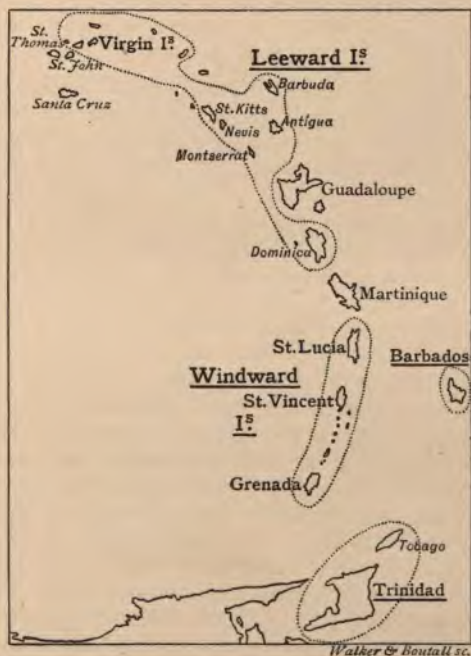 St.
Thomas
Virgin Iˢ.
St. John
Santa Cruz
Leeward Iˢ
Barbuda
St. Kitts
Antigua
Nevis
Montserrat
Guadaloupe
Dominica
Martinique
St. Lucia
Barbados
Windward
St. Vincent
Iˢ.
Grenada
Tobago
Trinidad
Walker & Boutall sc.